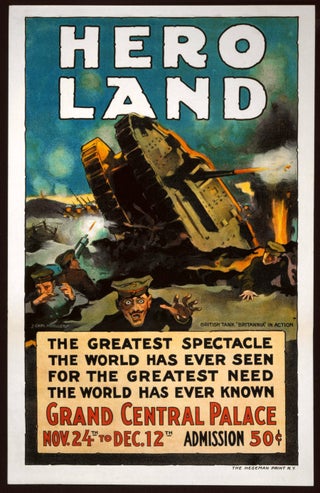 HERO
LAND
BRITISH TANK "BRITANNIA" IN ACTION
THE GREATEST SPECTACLE
THE WORLD HAS EVER SEEN
FOR THE GREATEST NEED
THE WORLD HAS EVER KNOWN
GRAND CENTRAL PALACE
NOV. 24TH TO DEC. 12TH ADMISSION 50¢
THE HEGEMAN PRINT N.Y.